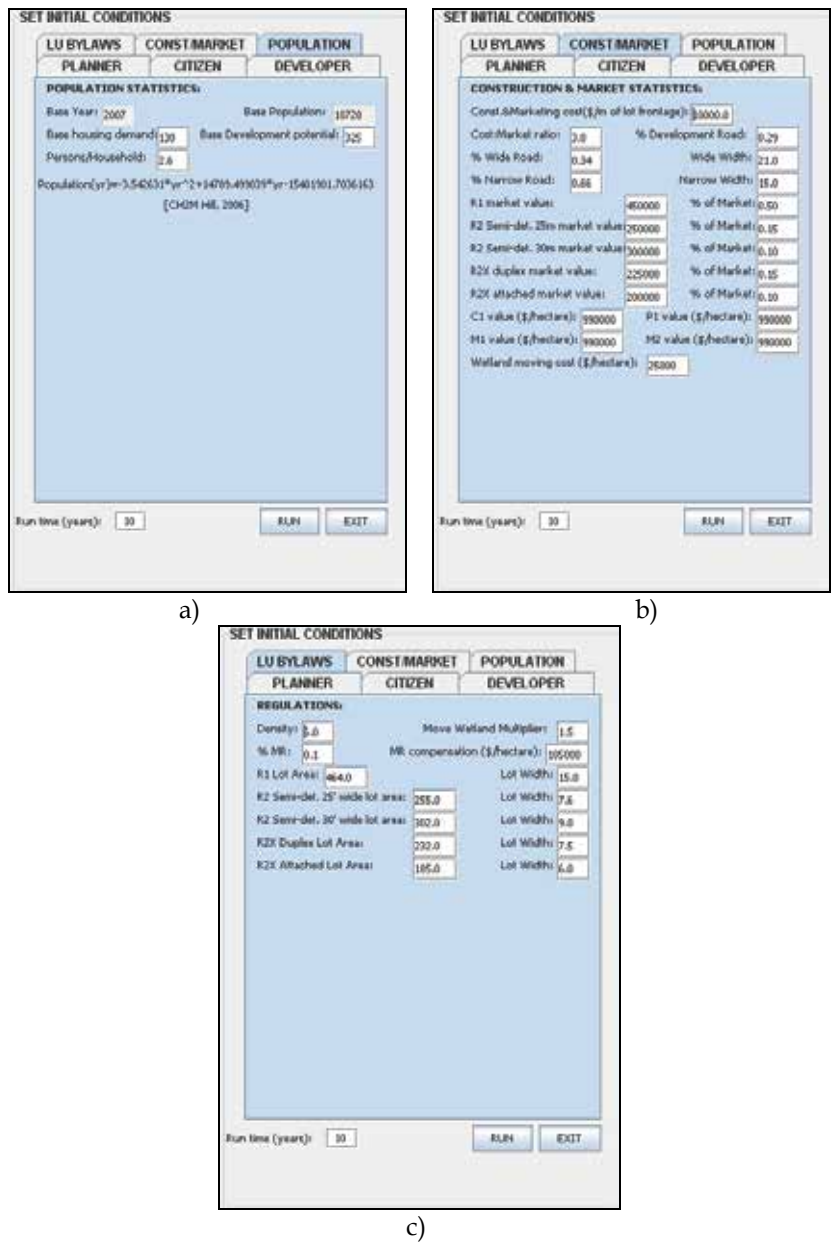 SET INITIAL CONDITIONS
LU BYLAWS CONST/MARKET POPULATION
PLANNER CITIZEN DEVELOPER
POPULATION STATISTICS:
Base Year: 2007 Base Population: 10720
Base housing demand: 130 Base Development potential: 325
Persons/Household: 2.6
[CH2M Hill, 2006]
Run time (years): 30 RUN EXIT
a)
SET INITIAL CONDITIONS
LU BYLAWS CONST/MARKET POPULATION
PLANNER CITIZEN DEVELOPER
CONSTRUCTION & MARKET STATISTICS:
Const.&Marketing cost($/m of lot frontage): 10000.0
Cost:Market ratio: 3.0 % Development Road: 0.29
% Wide Road: 0.34 Wide Width: 21.0
% Narrow Road: 0.66 Narrow Width: 15.0
R1 market value: 450000 % of Market: 0.50
R2 Semi-det. 25m market value: 250000 % of Market: 0.15
R2 Semi-det. 30m market value: 300000 % of Market: 0.10
R2X duplex market value: 225000 % of Market: 0.15
R2X attached market value: 200000 % of Market: 0.10
C1 value ($/hectare): 990000 P1 value ($/hectare): 990000
M1 value ($/hectare): 990000 M2 value ($/hectare): 990000
Wetland moving cost ($/hectare): 25000
Run time (years): 30 RUN EXIT
b)
SET INITIAL CONDITIONS
LU BYLAWS CONST/MARKET POPULATION
PLANNER CITIZEN DEVELOPER
REGULATIONS:
Density: 5.0 Move Wetland Multiplier: 1.5
% MR: 0.1 MR compensation ($/hectare): 105000
R1 Lot Area: 464.0 Lot Width: 15.0
R2 Semi-det. 25' wide lot area: 255.0 Lot Width: 7.6
R2 Semi-det. 30' wide lot area: 302.0 Lot Width: 9.0
R2X Duplex Lot Area: 232.0 Lot Width: 7.5
R2X Attached Lot Area: 185.0 Lot Width: 6.0
Run time (years): 30 RUN EXIT
c)